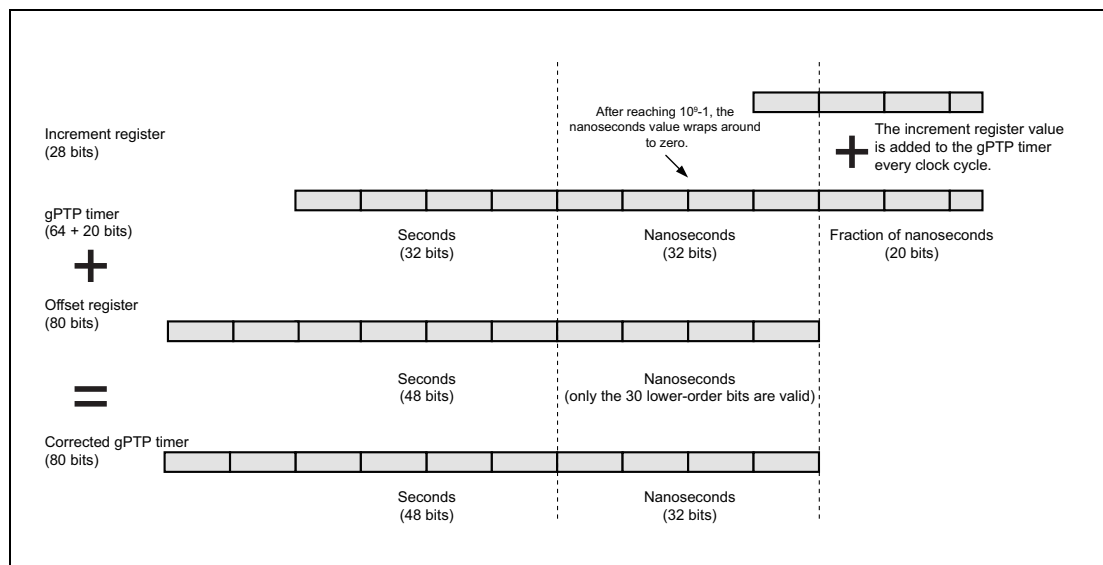 After reaching 10⁹-1, the
nanoseconds value wraps around
to zero.
Increment register
(28 bits)
The increment register value
is added to the gPTP timer
every clock cycle.
+
gPTP timer
(64 + 20 bits)
Seconds
(32 bits)
Nanoseconds
(32 bits)
Fraction of nanoseconds
(20 bits)
+
Offset register
(80 bits)
Seconds
(48 bits)
Nanoseconds
(only the 30 lower-order bits are valid)
=
Corrected gPTP timer
(80 bits)
Seconds
(48 bits)
Nanoseconds
(32 bits)